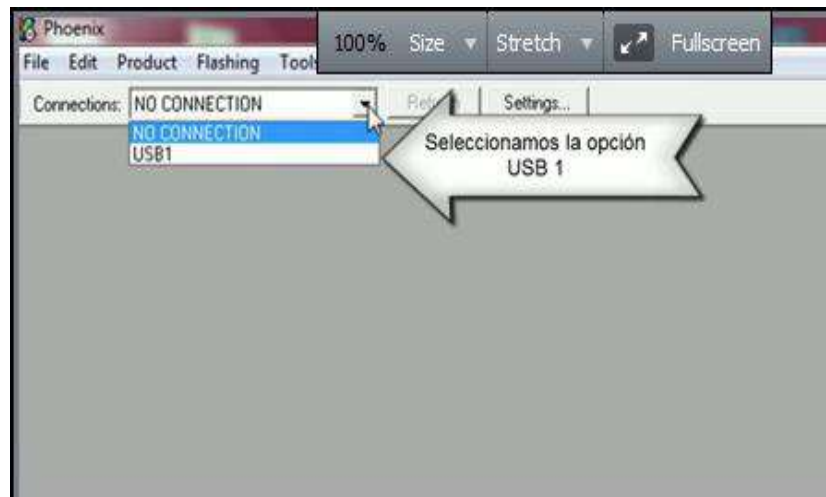 Phoenix
100% Size Stretch Fullscreen
File Edit Product Flashing Tools
Connections: NO CONNECTION Settings...
NO CONNECTION
USB1
Seleccionamos la opción
USB 1